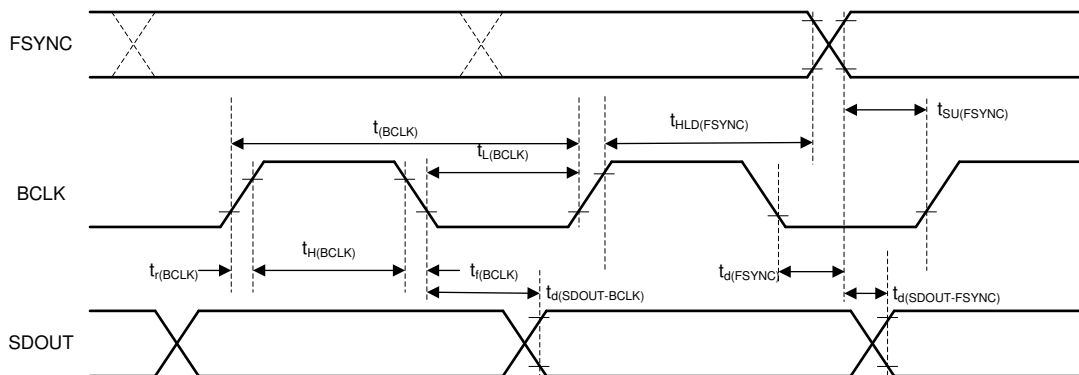 FSYNC
t(BCLK)
tHLD(FSYNC)
tSU(FSYNC)
tL(BCLK)
BCLK
tr(BCLK)
tH(BCLK)
tf(BCLK)
td(FSYNC)
td(SDOUT-BCLK)
td(SDOUT-FSYNC)
SDOUT